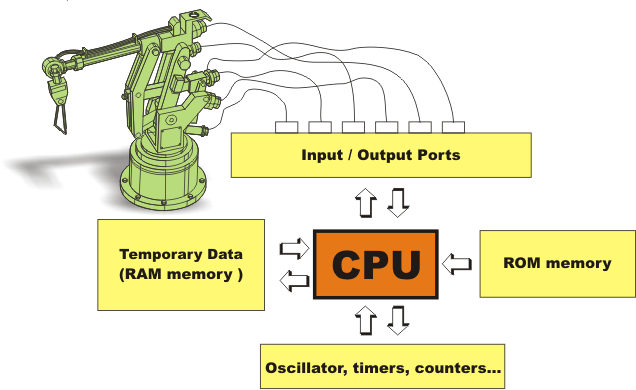 Input / Output Ports
Temporary Data
(RAM memory )
CPU
ROM memory
Oscillator, timers, counters...